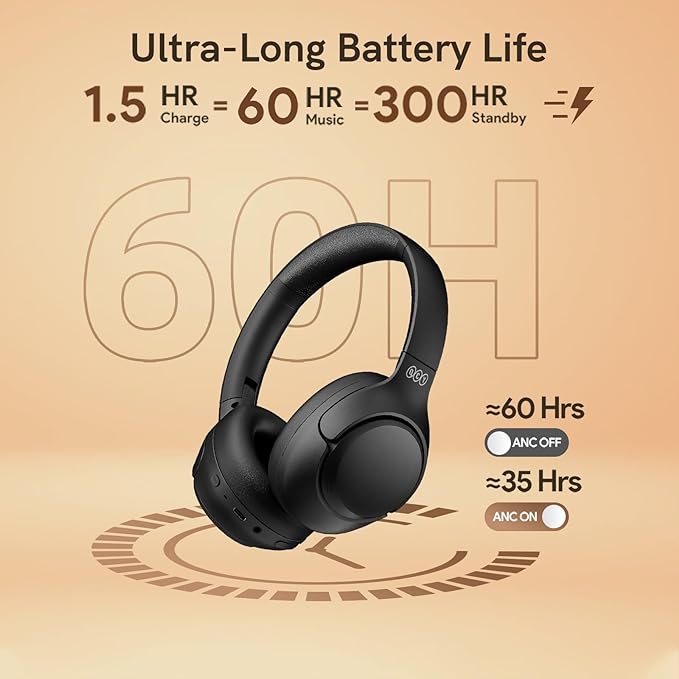 Ultra-Long Battery Life
1.5 HR Charge = 60 HR Music = 300 HR Standby
60H
QCY
≈60 Hrs
ANC OFF
≈35 Hrs
ANC ON